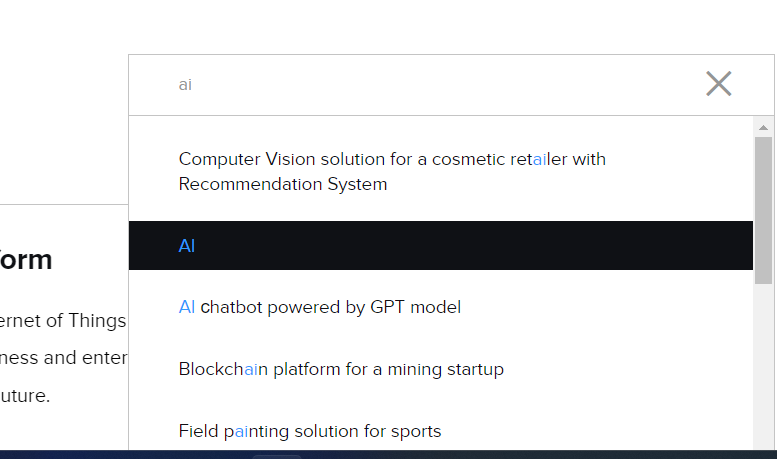 ai
Computer Vision solution for a cosmetic retailer with
Recommendation System
AI
AI chatbot powered by GPT model
Blockchain platform for a mining startup
Field painting solution for sports
orm
ernet of Things
ness and enter
uture.